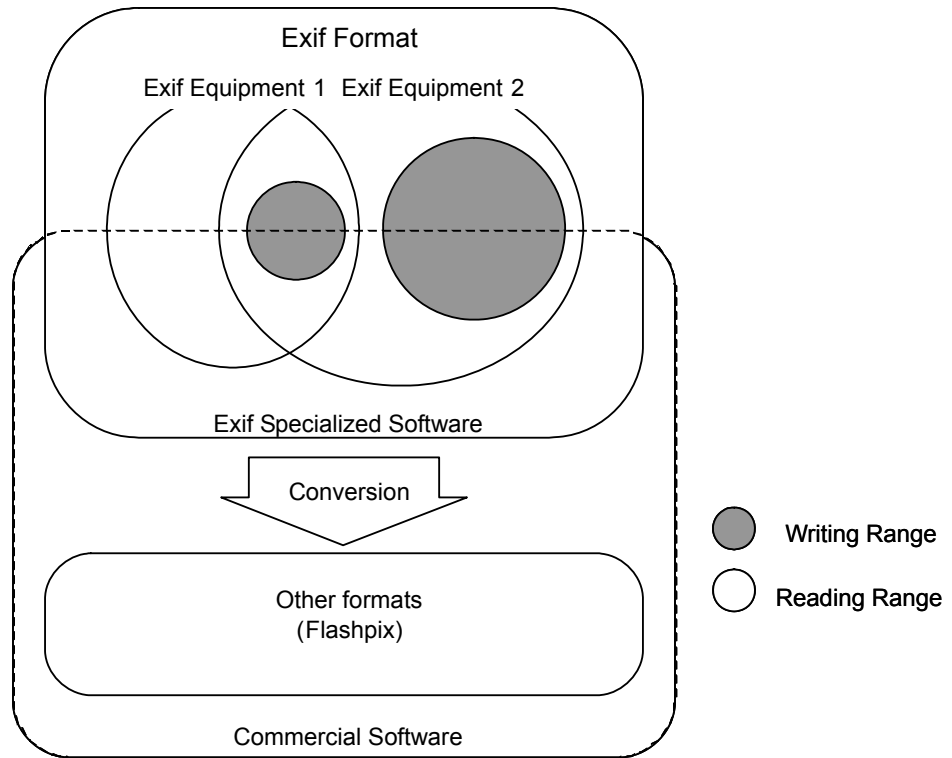 Exif Format
Exif Equipment 1 Exif Equipment 2
Exif Specialized Software
Conversion
Writing Range
Reading Range
Other formats
(Flashpix)
Commercial Software